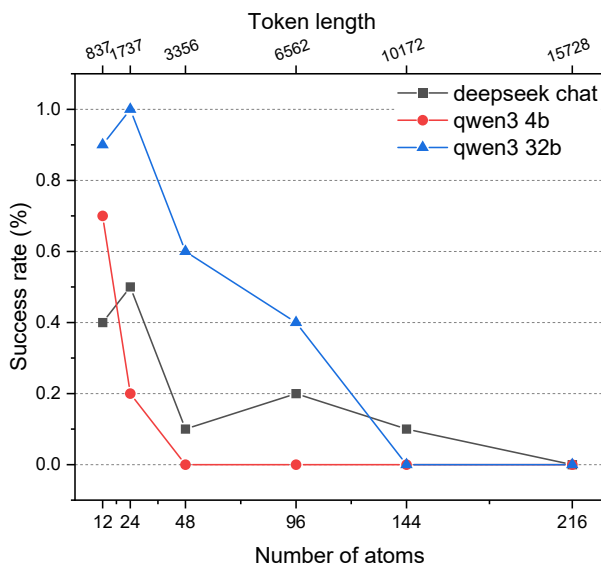 Token length
837 1737 3356 6562 10172 15728
deepseek chat
qwen3 4b
qwen3 32b
1.0
0.8
0.6
0.4
0.2
0.0
Success rate (%)
12 24 48 96 144 216
Number of atoms